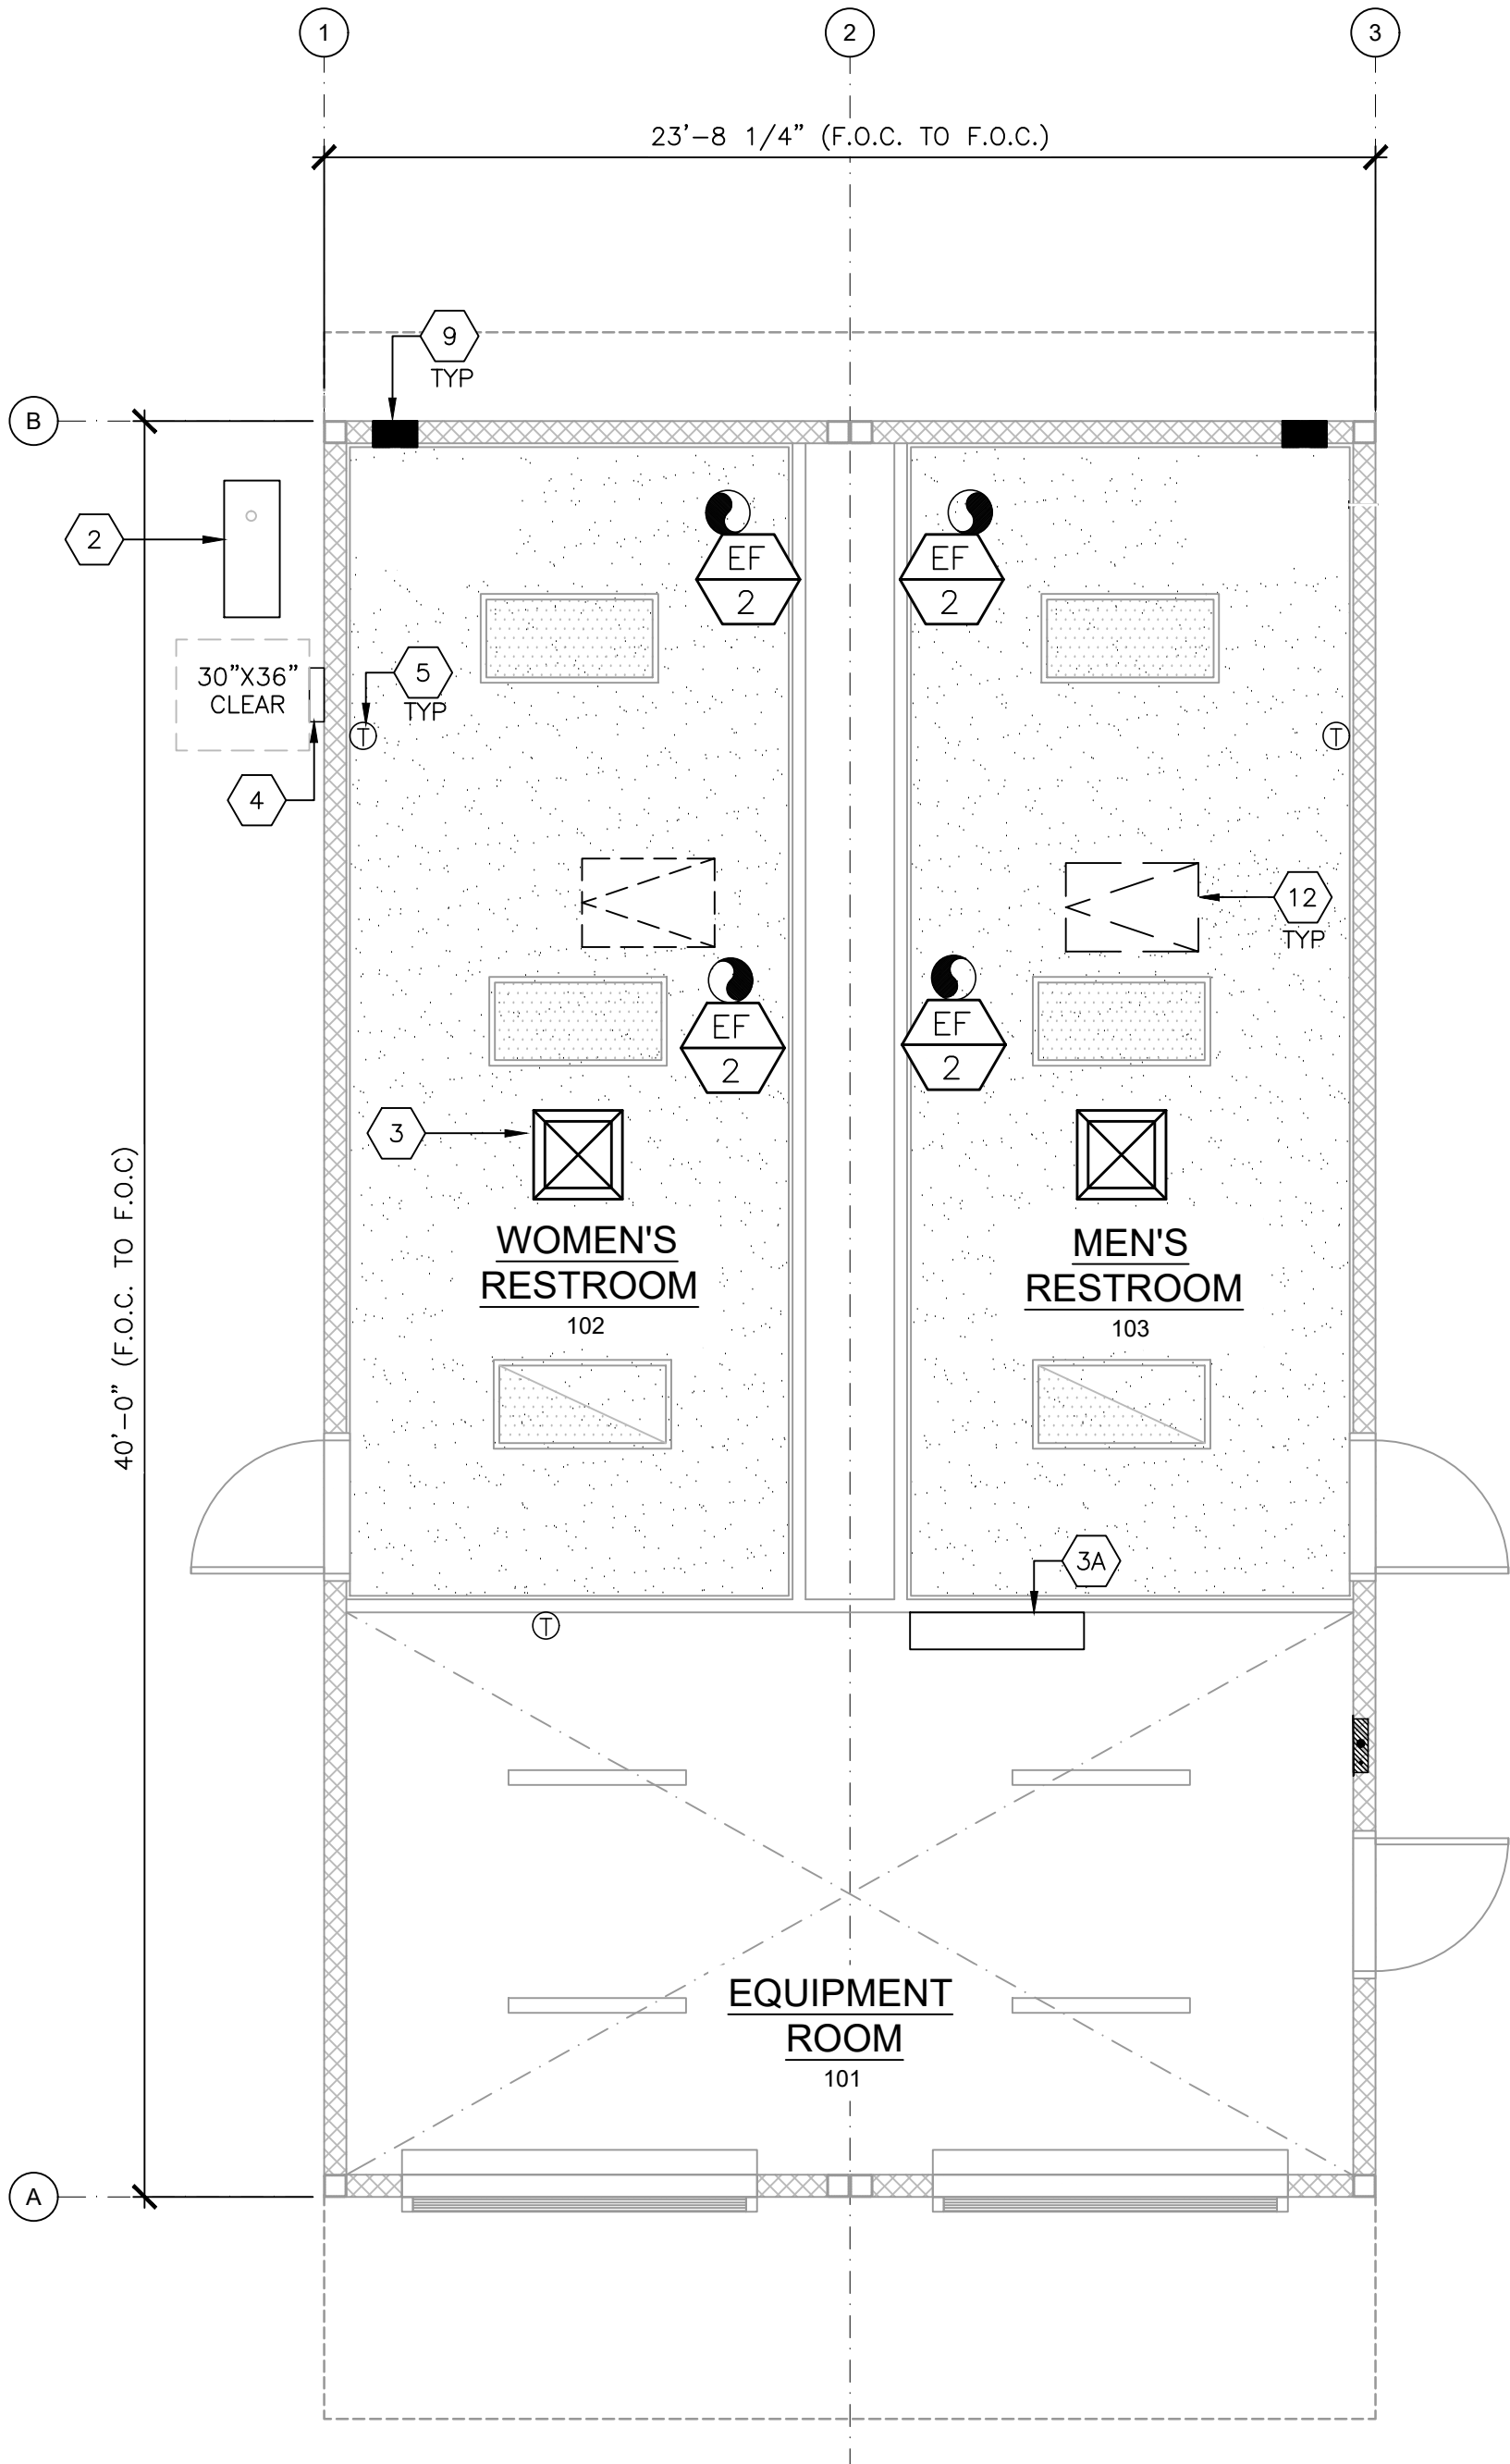 1
2
3
23'-8 1/4" (F.O.C. TO F.O.C.)
9
TYP
B
2
EF
2
EF
2
30"X36"
CLEAR
5
TYP
T
T
4
12
TYP
EF
2
EF
2
3
40'-0" (F.O.C. TO F.O.C)
WOMEN'S
RESTROOM
102
MEN'S
RESTROOM
103
3A
T
EQUIPMENT
ROOM
101
A